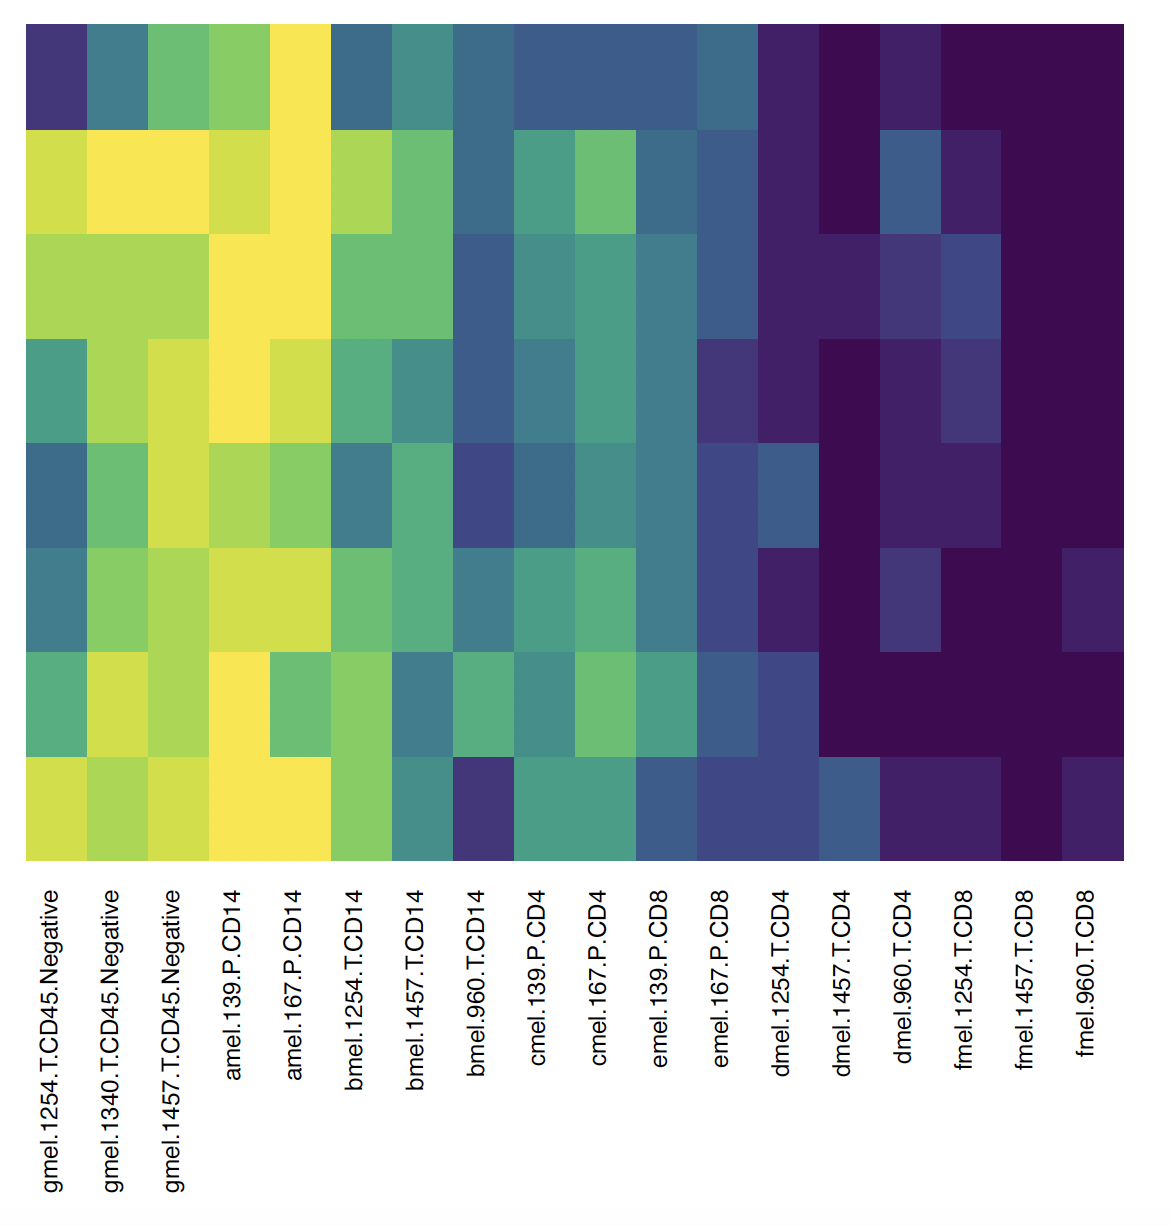 gmel.1254.T.CD45.Negative
gmel.1340.T.CD45.Negative
gmel.1457.T.CD45.Negative
amel.139.P.CD14
amel.167.P.CD14
bmel.1254.T.CD14
bmel.1457.T.CD14
bmel.960.T.CD14
cmel.139.P.CD4
cmel.167.P.CD4
emel.139.P.CD8
emel.167.P.CD8
dmel.1254.T.CD4
dmel.1457.T.CD4
dmel.960.T.CD4
fmel.1254.T.CD8
fmel.1457.T.CD8
fmel.960.T.CD8